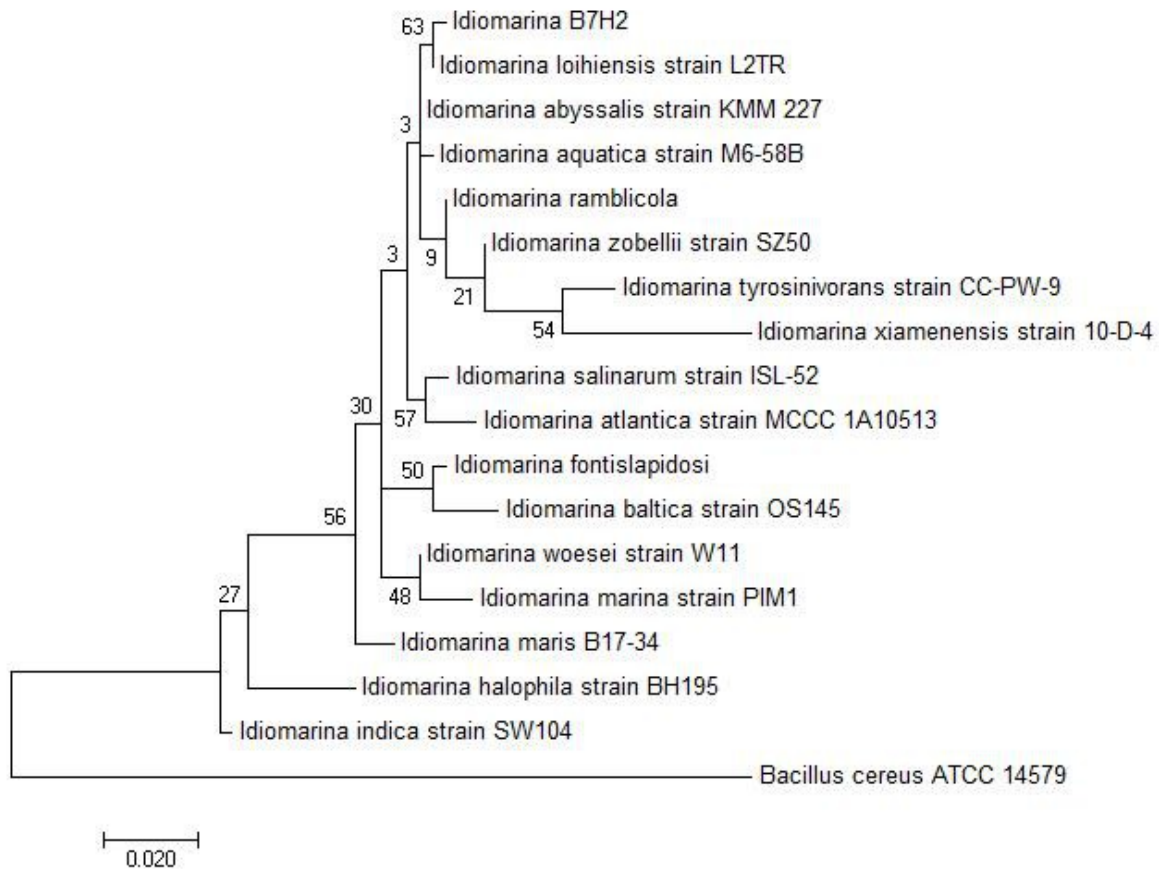 63
Idiomarina B7H2
Idiomarina loihiensis strain L2TR
Idiomarina abyssalis strain KMM 227
3
Idiomarina aquatica strain M6-58B
Idiomarina ramblicola
Idiomarina zobellii strain SZ50
3
9
Idiomarina tyrosinivorans strain CC-PW-9
21
54
Idiomarina xiamenensis strain 10-D-4
Idiomarina salinarum strain ISL-52
30
57
Idiomarina atlantica strain MCCC 1A10513
50
Idiomarina fontislapidosi
Idiomarina baltica strain OS145
56
Idiomarina woesei strain W11
48
Idiomarina marina strain PIM1
27
Idiomarina maris B17-34
Idiomarina halophila strain BH195
Idiomarina indica strain SW104
Bacillus cereus ATCC 14579
0.020